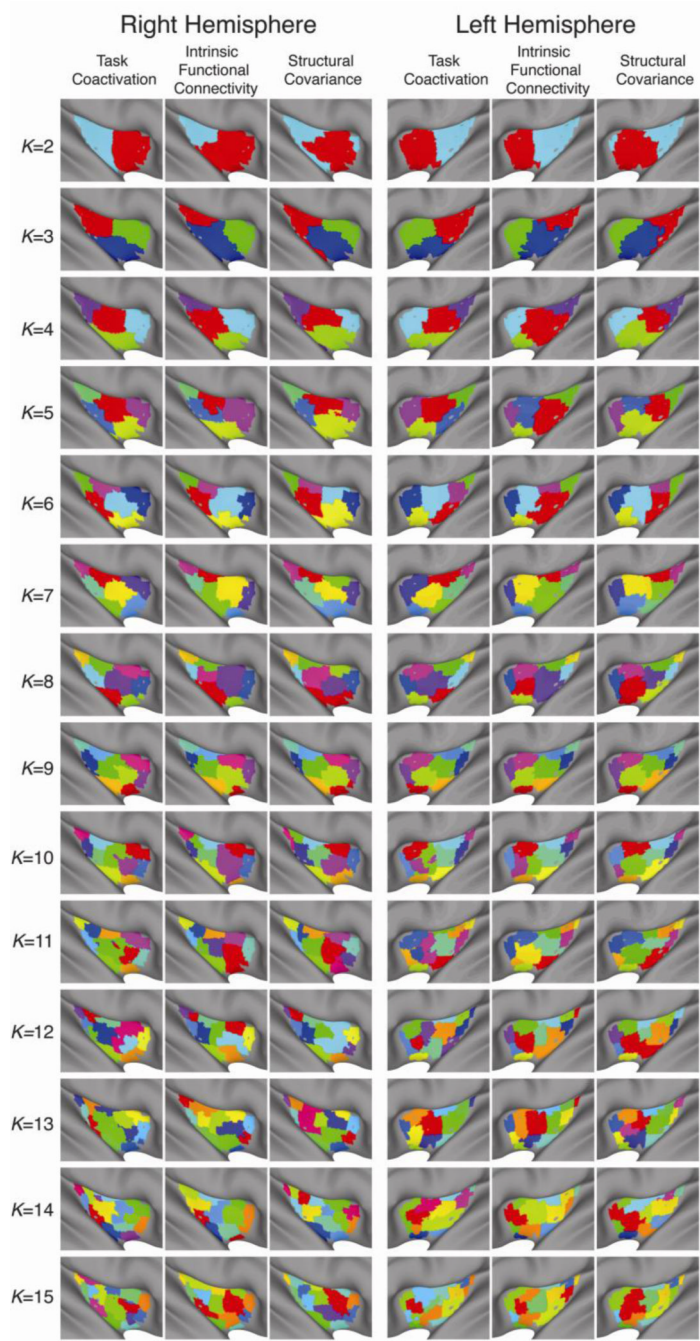 Right Hemisphere
Left Hemisphere
Task
Coactivation
Intrinsic
Functional
Connectivity
Structural
Covariance
Task
Coactivation
Intrinsic
Functional
Connectivity
Structural
Covariance
K=2
K=3
K=4
K=5
K=6
K=7
K=8
K=9
K=10
K=11
K=12
K=13
K=14
K=15